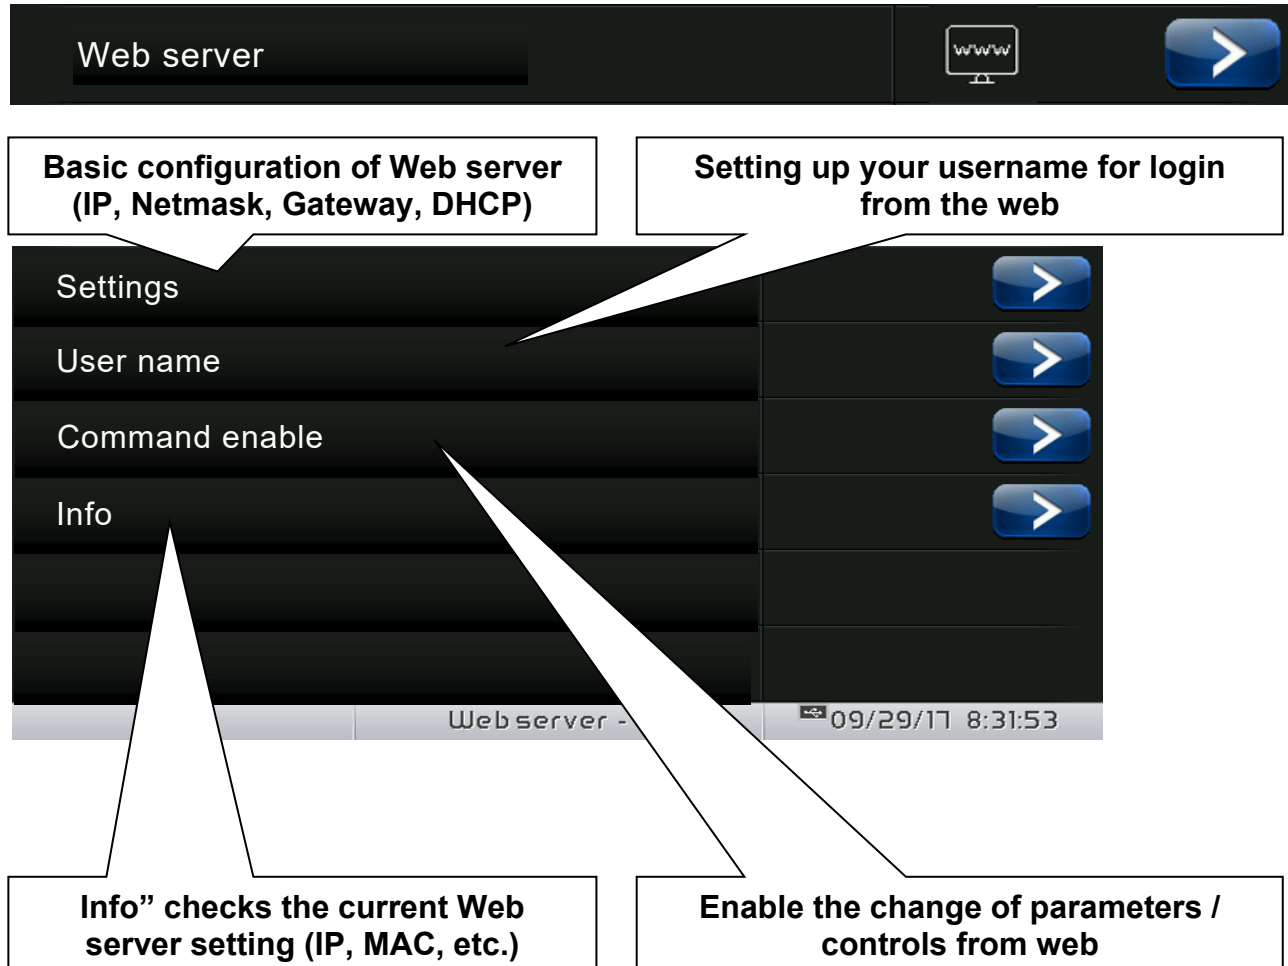 Web server
www
Basic configuration of Web server
(IP, Netmask, Gateway, DHCP)
Setting up your username for login
from the web
Settings
User name
Command enable
Info
Web server -
09/29/17 8:31:53
Info” checks the current Web
server setting (IP, MAC, etc.)
Enable the change of parameters /
controls from web